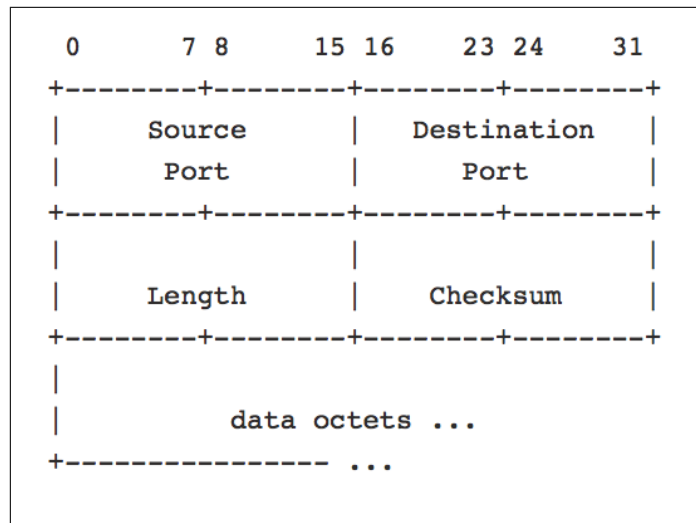 0 7 8 15 16 23 24 31
+--------+--------+--------+--------+
| Source | Destination |
| Port | Port |
+--------+--------+--------+--------+
| | |
| Length | Checksum |
+--------+--------+--------+--------+
|
| data octets ...
+---------------- ...